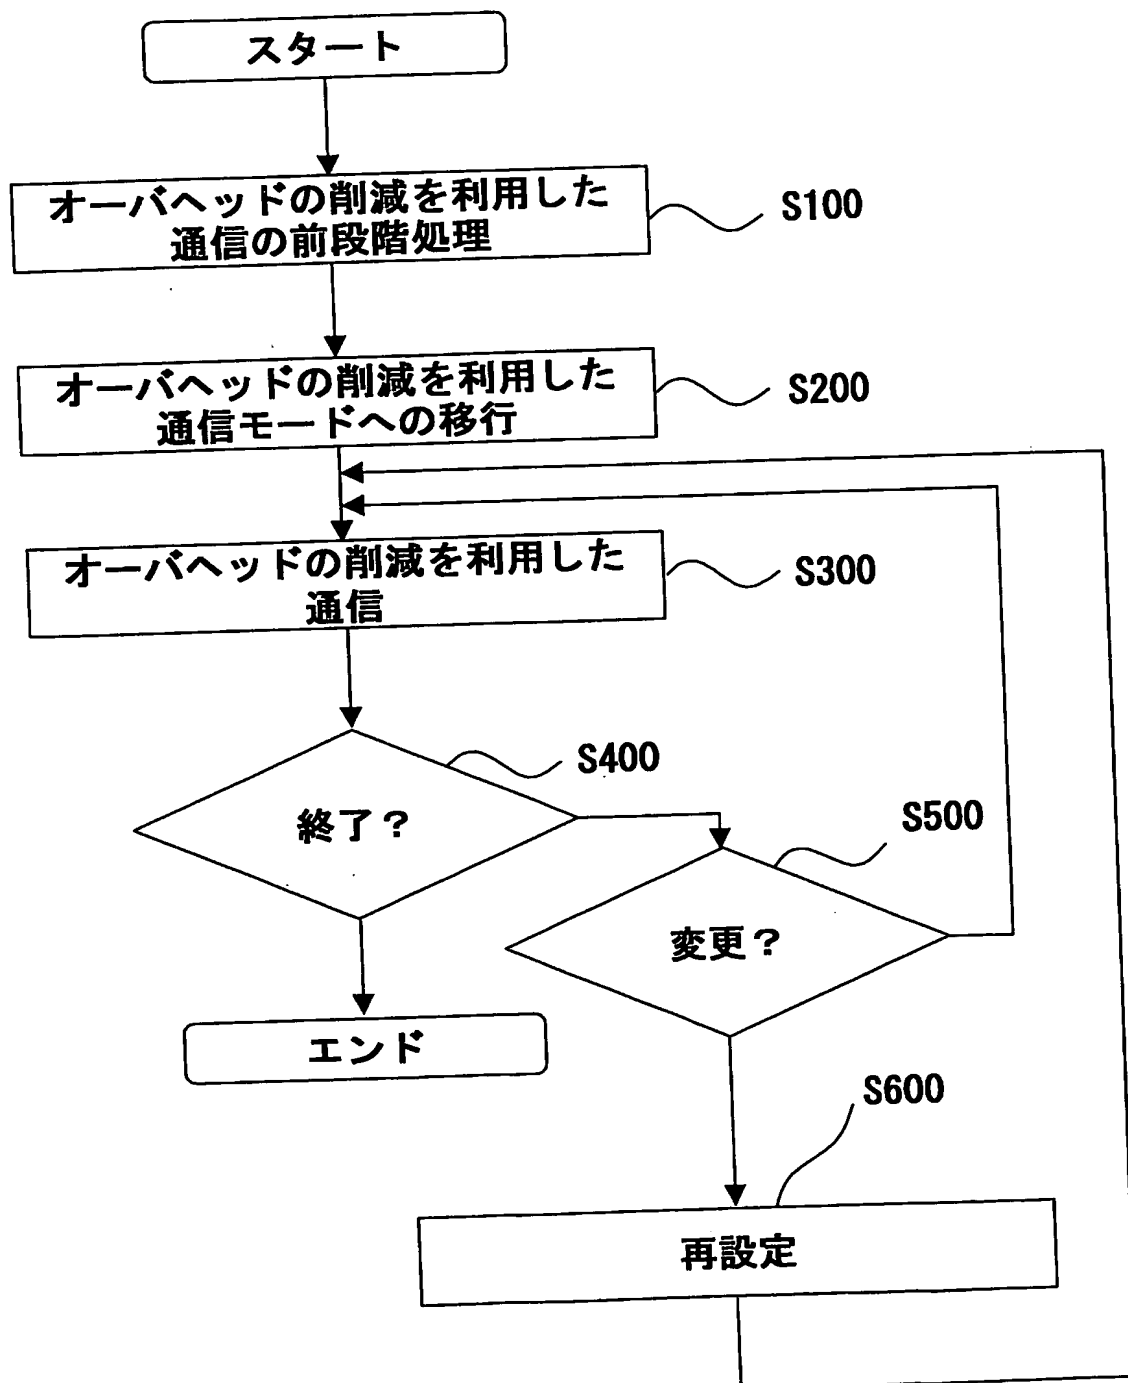 スタート
オーバヘッドの削減を利用した
通信の前段階処理
S100
オーバヘッドの削減を利用した
通信モードへの移行
S200
オーバヘッドの削減を利用した
通信
S300
終了？
S400
変更？
S500
エンド
再設定
S600